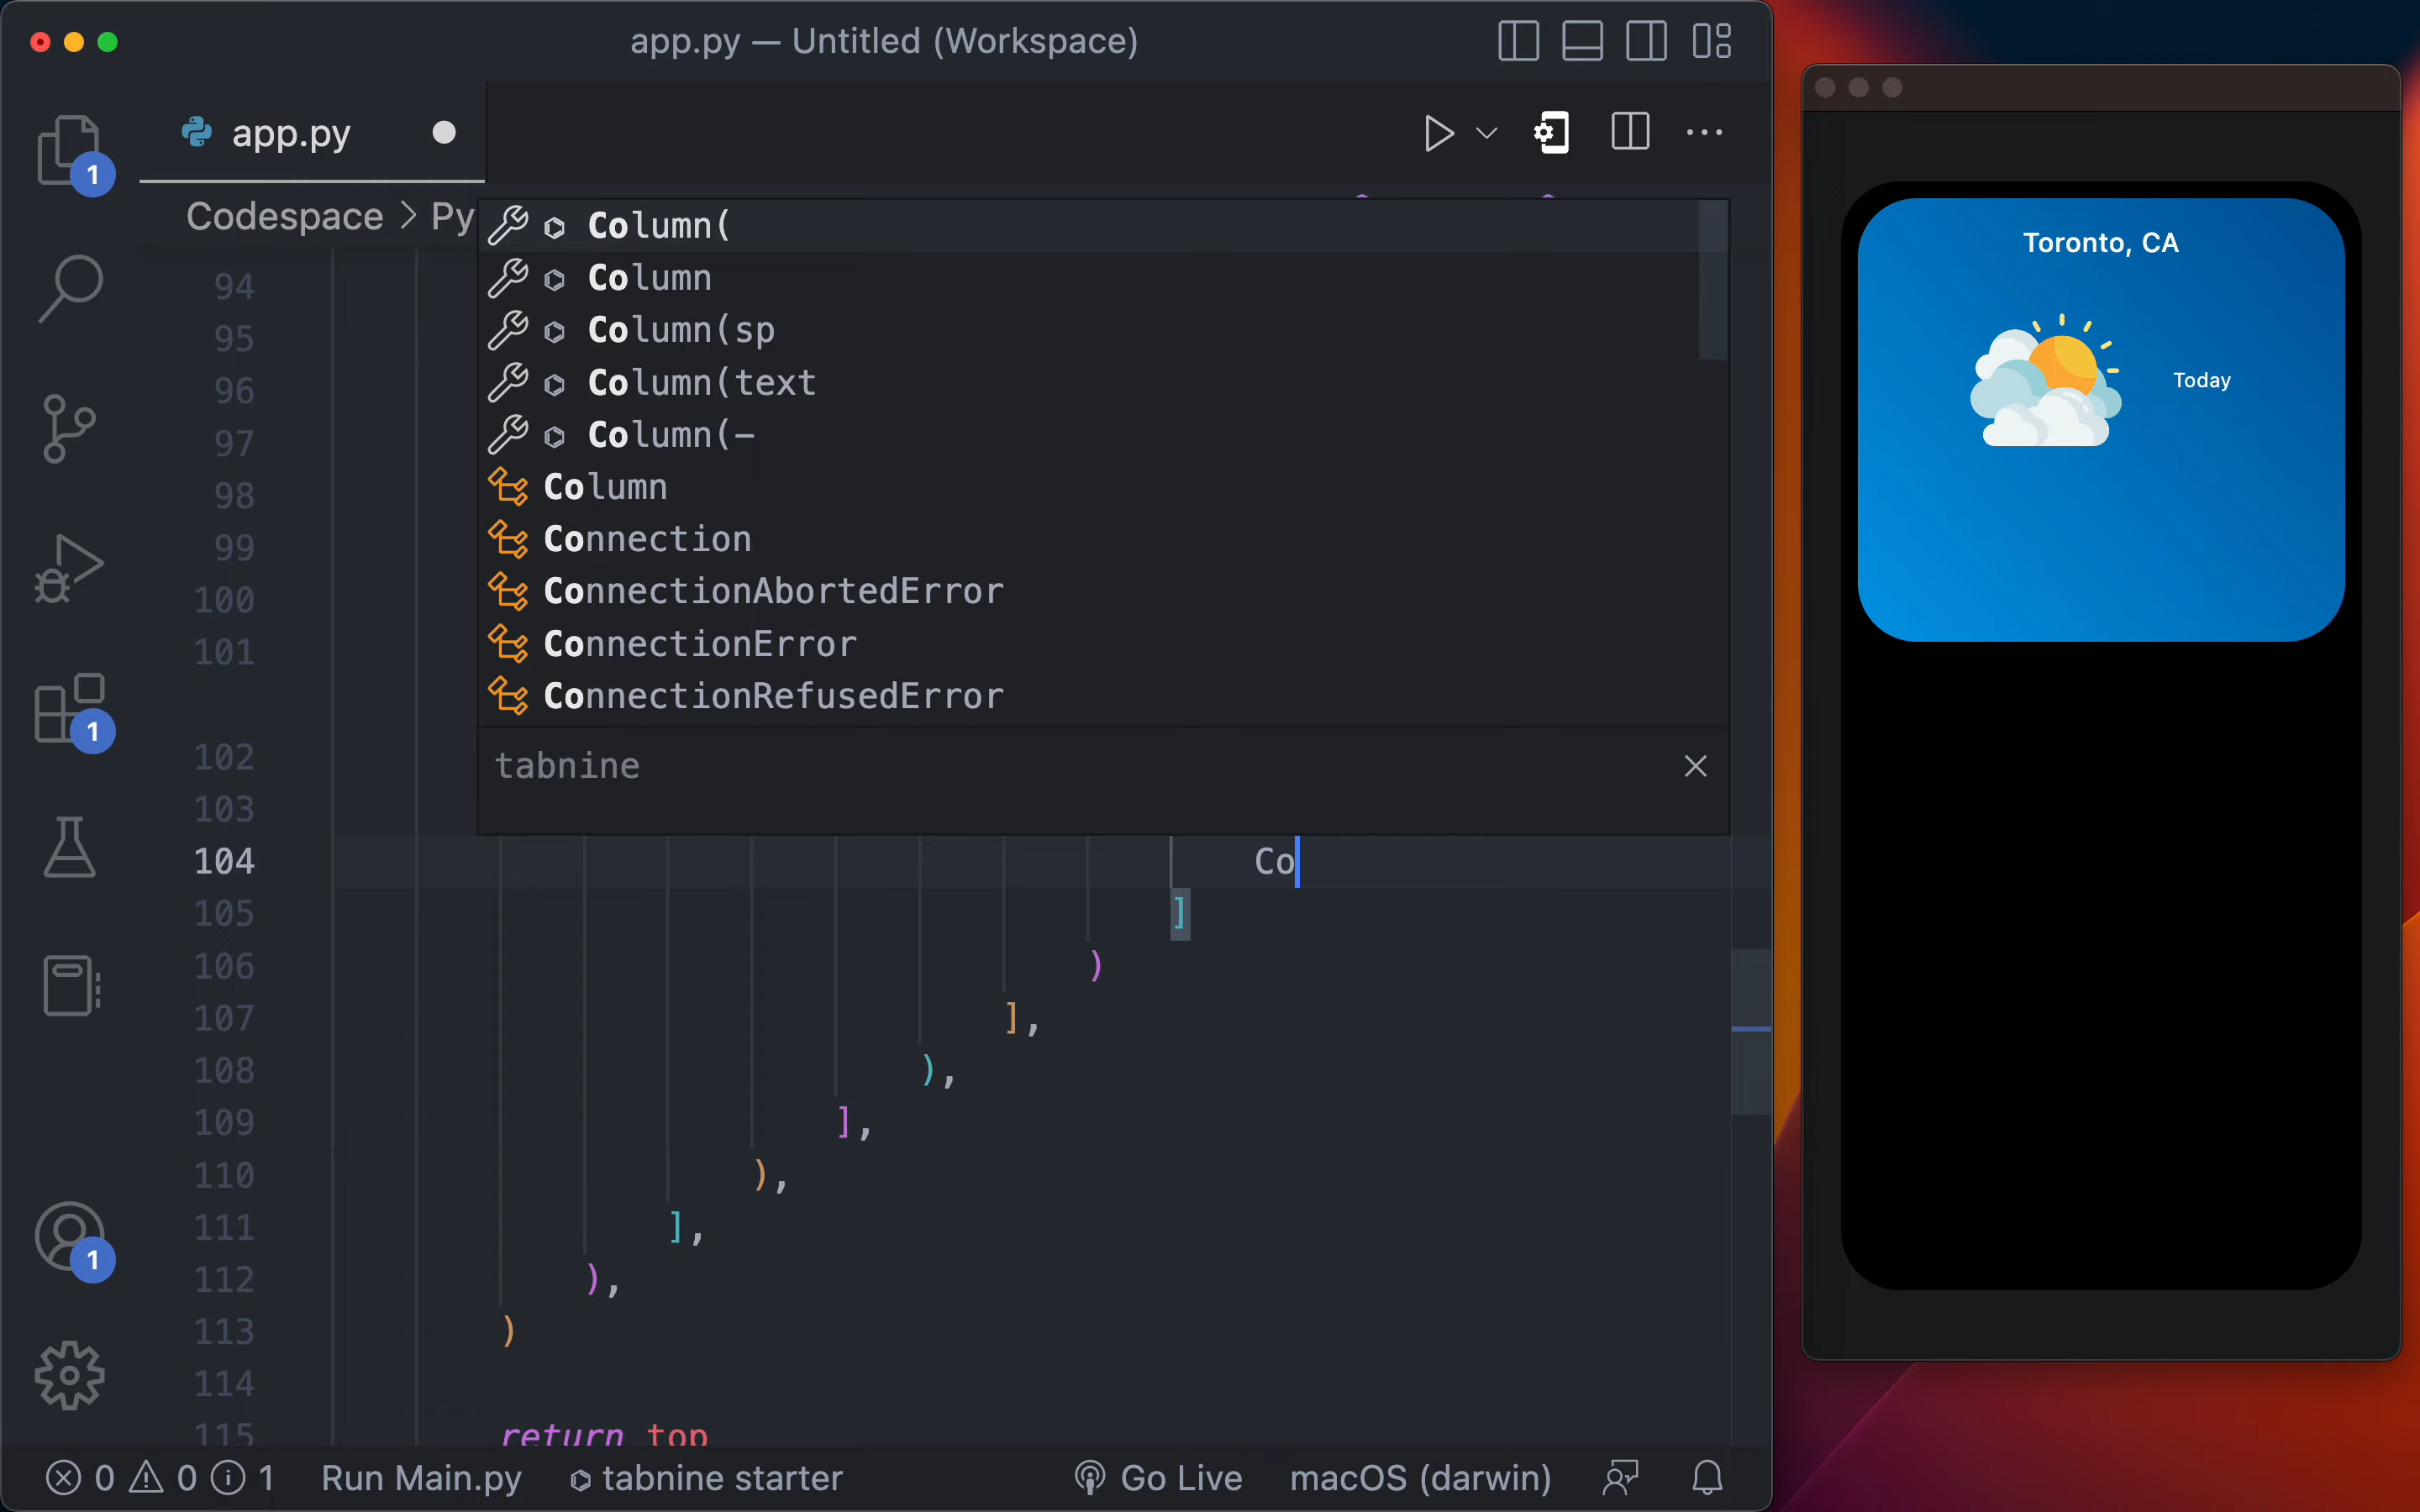 app.py — Untitled (Workspace)
app.py
1
Codespace > Py
Column(
Column
Column(sp
Column(text
Column(-
Column
Connection
ConnectionAbortedError
ConnectionError
ConnectionRefusedError
tabnine
94
95
96
97
98
99
100
101
1
102
103
104 Co
105 ]
106 )
107 ],
108 ),
109 ],
110 ),
111 ],
112 ),
1
113 )
114
115 return top
0 0 1 Run Main.py tabnine starter Go Live macOS (darwin)
Toronto, CA
Today